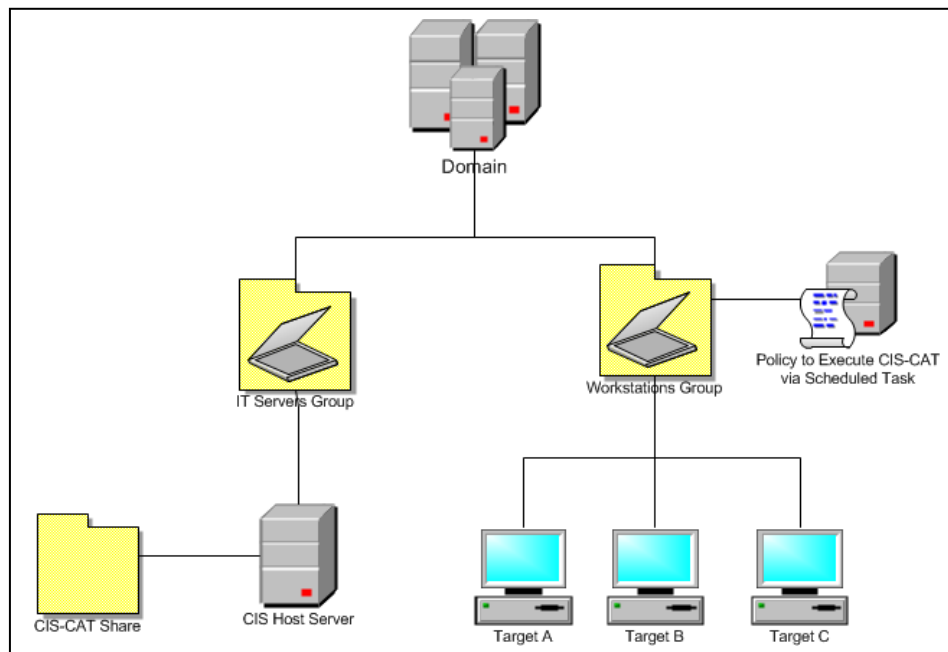 Domain
IT Servers Group
Workstations Group
Policy to Execute CIS-CAT
via Scheduled Task
CIS-CAT Share
CIS Host Server
Target A
Target B
Target C